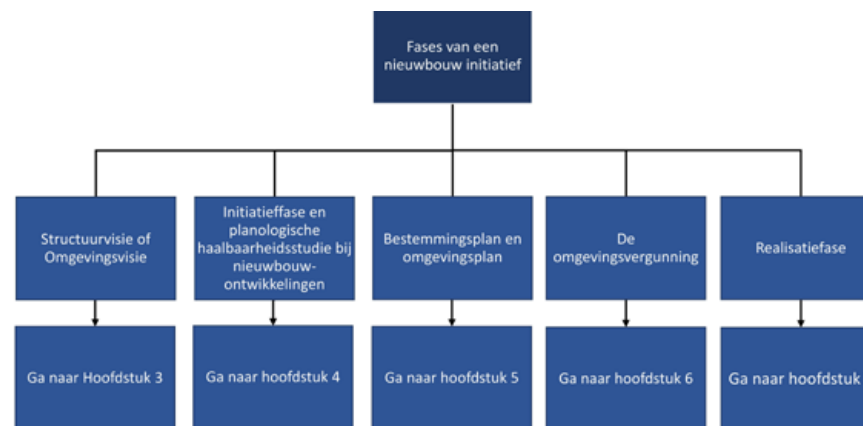 Fases van een
nieuwbouw initiatief
Structuurvisie of
Omgevingsvisie
Initiatieffase en
planologische
haalbaarheidsstudie bij
nieuwbouw-
ontwikkelingen
Bestemmingsplan en
omgevingsplan
De
omgevingsvergunning
Realisatiefase
Ga naar Hoofdstuk 3
Ga naar hoofdstuk 4
Ga naar hoofdstuk 5
Ga naar hoofdstuk 6
Ga naar hoofdstuk